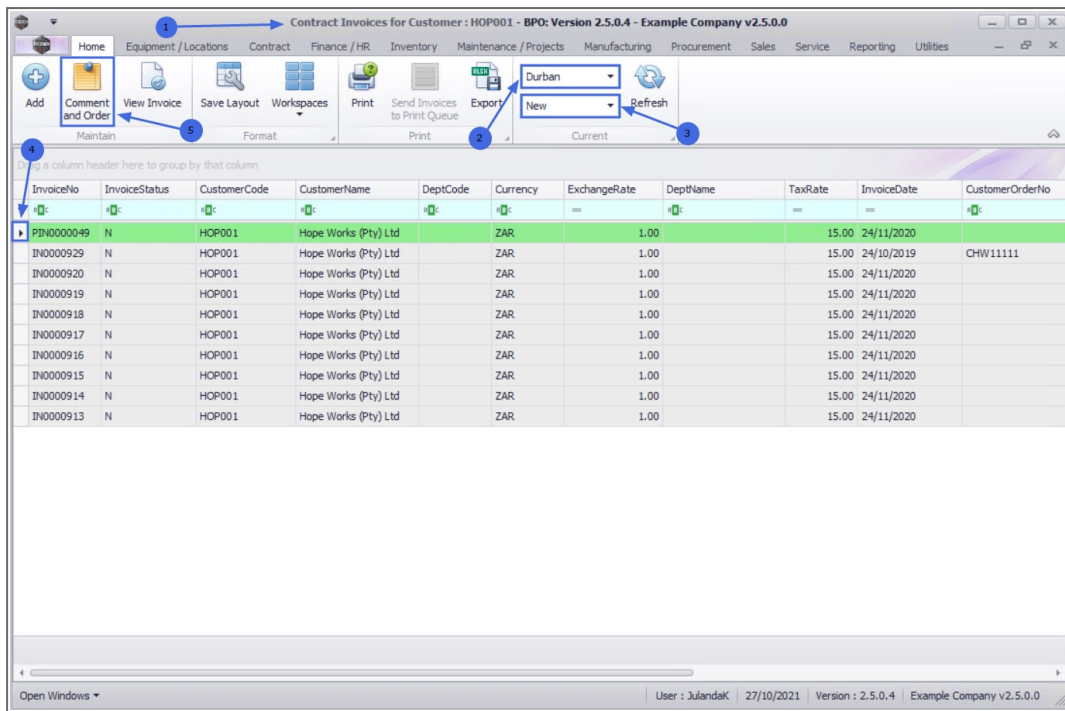 1
Contract Invoices for Customer : HOP001 - BPO: Version 2.5.0.4 - Example Company v2.5.0.0
Home Equipment / Locations Contract Finance / HR Inventory Maintenance / Projects Manufacturing Procurement Sales Service Reporting Utilities
Add Comment and Order View Invoice Save Layout Workspaces Print Send Invoices to Print Queue Export Durban New Refresh
Maintain 5 Format Print 2 Current 3
4
Drag a column header here to group by that column
InvoiceNo InvoiceStatus CustomerCode CustomerName DeptCode Currency ExchangeRate DeptName TaxRate InvoiceDate CustomerOrderNo
PIN0000049 N HOP001 Hope Works (Pty) Ltd ZAR 1.00 15.00 24/11/2020
IN0000929 N HOP001 Hope Works (Pty) Ltd ZAR 1.00 15.00 24/10/2019 CHW11111
IN0000920 N HOP001 Hope Works (Pty) Ltd ZAR 1.00 15.00 24/11/2020
IN0000919 N HOP001 Hope Works (Pty) Ltd ZAR 1.00 15.00 24/11/2020
IN0000918 N HOP001 Hope Works (Pty) Ltd ZAR 1.00 15.00 24/11/2020
IN0000917 N HOP001 Hope Works (Pty) Ltd ZAR 1.00 15.00 24/11/2020
IN0000916 N HOP001 Hope Works (Pty) Ltd ZAR 1.00 15.00 24/11/2020
IN0000915 N HOP001 Hope Works (Pty) Ltd ZAR 1.00 15.00 24/11/2020
IN0000914 N HOP001 Hope Works (Pty) Ltd ZAR 1.00 15.00 24/11/2020
IN0000913 N HOP001 Hope Works (Pty) Ltd ZAR 1.00 15.00 24/11/2020
Open Windows User : JulandaK 27/10/2021 Version : 2.5.0.4 Example Company v2.5.0.0